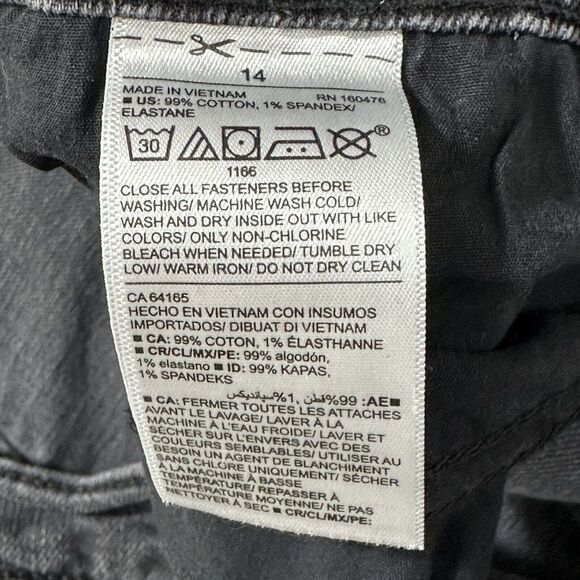 14
MADE IN VIETNAM RN 160476
■ US: 99% COTTON, 1% SPANDEX/
ELASTANE
30 ®
1166
CLOSE ALL FASTENERS BEFORE
WASHING/ MACHINE WASH COLD/
WASH AND DRY INSIDE OUT WITH LIKE
COLORS/ ONLY NON-CHLORINE
BLEACH WHEN NEEDED/ TUMBLE DRY
LOW/ WARM IRON/ DO NOT DRY CLEAN
CA 64165
HECHO EN VIETNAM CON INSUMOS
IMPORTADOS/ DIBUAT DI VIETNAM
■ CA: 99% COTON, 1% ÉLASTHANNE
■ CR/CL/MX/PE: 99% algodón,
1% elastano ■ ID: 99% KAPAS,
1% SPANDEKS
■ AE: 99% قطن, 1% سباندیکس
■ CA: FERMER TOUTES LES ATTACHES
AVANT LE LAVAGE/ LAVER À LA
MACHINE À L'EAU FROIDE/ LAVER ET
SÉCHER SUR L'ENVERS AVEC DES
COULEURS SEMBLABLES/ UTILISER AU
BESOIN UN AGENT DE BLANCHIMENT
SANS CHLORE UNIQUEMENT/ SÉCHER
À LA MACHINE À BASSE
TEMPÉRATURE/ REPASSER À
TEMPÉRATURE MOYENNE/ NE PAS
NETTOYER À SEC ■ CR/CL/MX/PE: